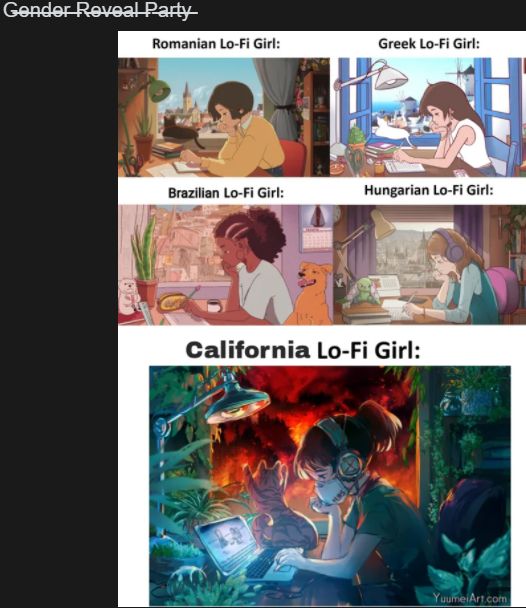 Gender Reveal Party
Romanian Lo-Fi Girl:
Greek Lo-Fi Girl:
Brazilian Lo-Fi Girl:
Hungarian Lo-Fi Girl:
California Lo-Fi Girl:
YuumeiArt.com